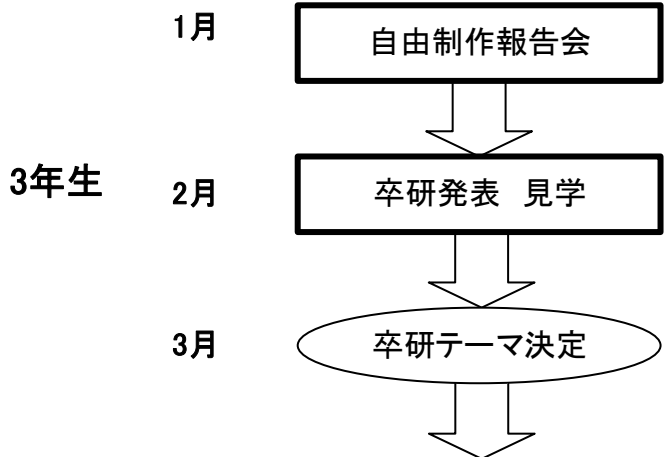 1月
自由制作報告会
3年生
2月
卒研発表　見学
3月
卒研テーマ決定